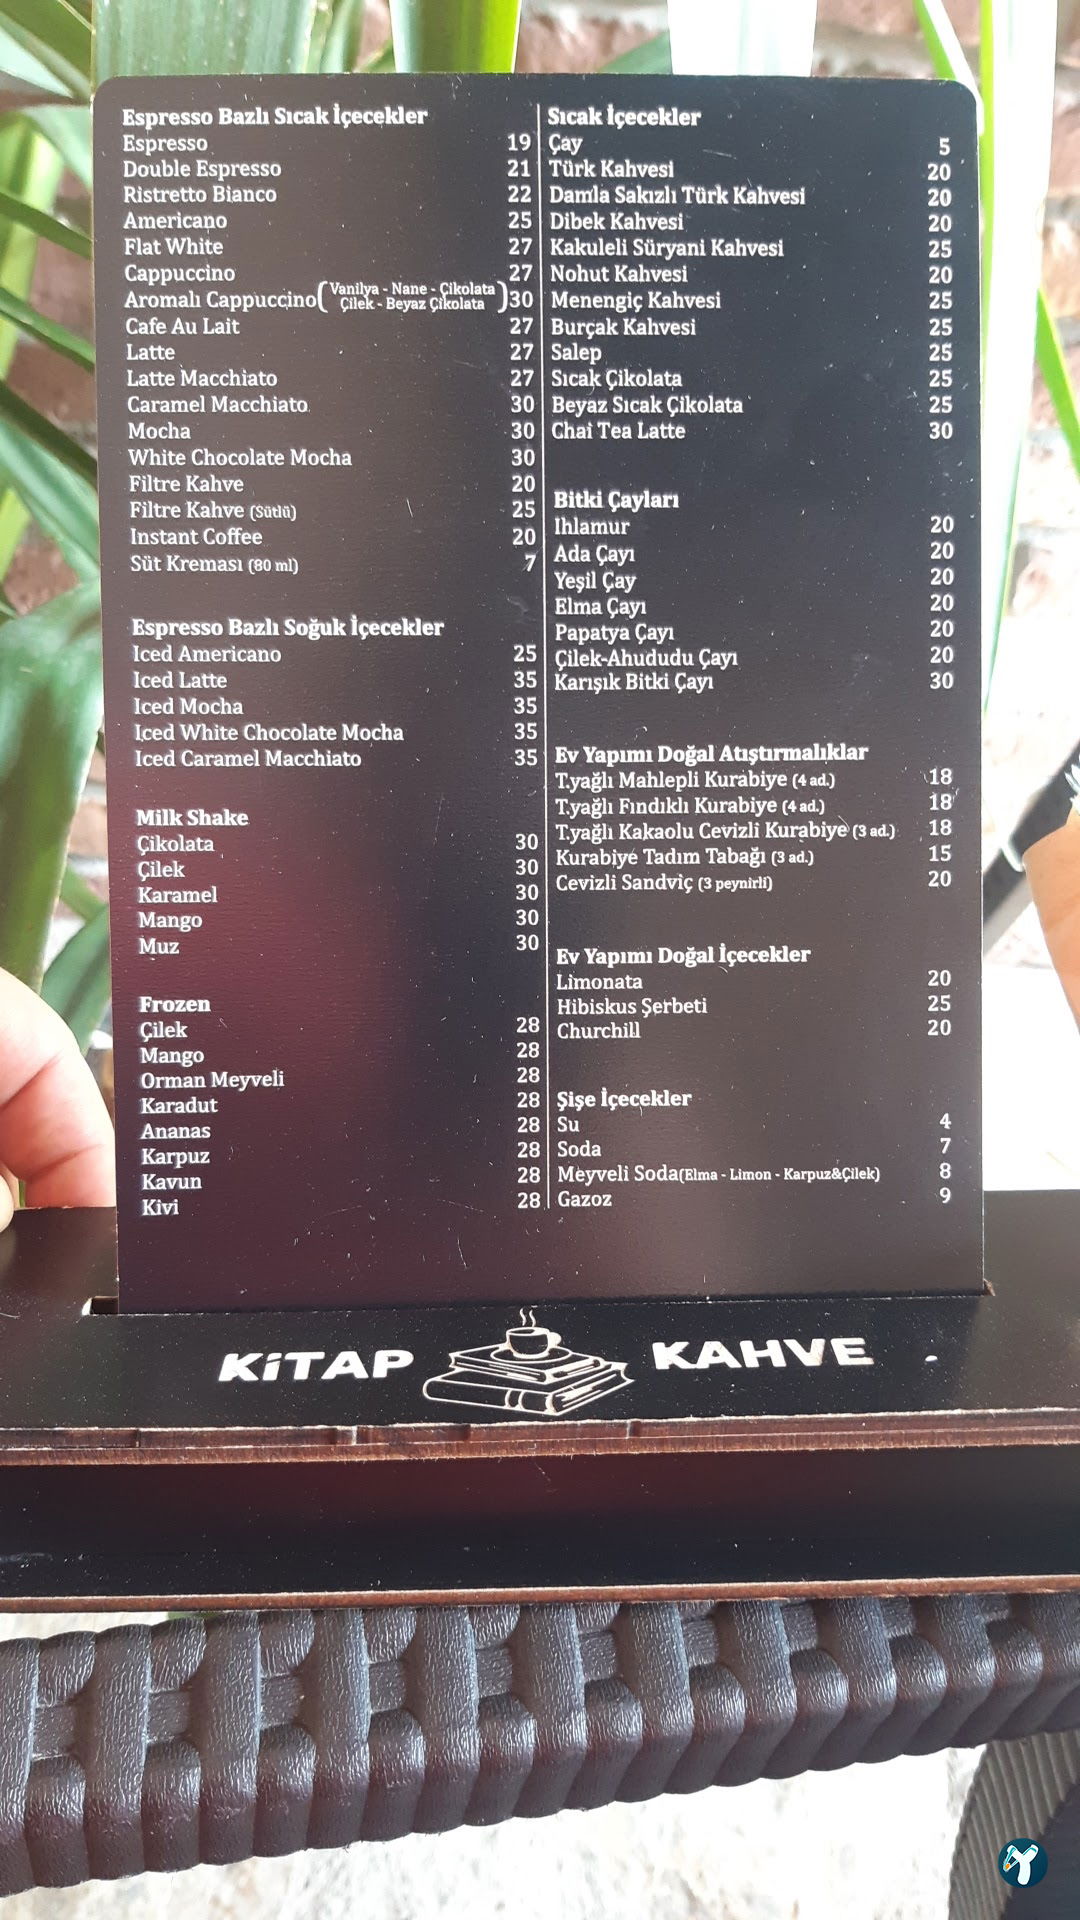 Espresso Bazlı Sıcak İçecekler
Espresso 19
Double Espresso 21
Ristretto Bianco 22
Americano 25
Flat White 27
Cappuccino 27
Aromalı Cappuccino (Vanilya - Nane - Çikolata Çilek - Beyaz Çikolata) 30
Cafe Au Lait 27
Latte 27
Latte Macchiato 27
Caramel Macchiato 30
Mocha 30
White Chocolate Mocha 30
Filtre Kahve 20
Filtre Kahve (Sütlü) 25
Instant Coffee 20
Süt Kreması (80 ml) 7
Espresso Bazlı Soğuk İçecekler
Iced Americano 25
Iced Latte 35
Iced Mocha 35
Iced White Chocolate Mocha 35
Iced Caramel Macchiato 35
Milk Shake
Çikolata 30
Çilek 30
Karamel 30
Mango 30
Muz 30
Frozen
Çilek 28
Mango 28
Orman Meyveli 28
Karadut 28
Ananas 28
Karpuz 28
Kavun 28
Kivi 28
Sıcak İçecekler
Çay 5
Türk Kahvesi 20
Damla Sakızlı Türk Kahvesi 20
Dibek Kahvesi 20
Kakuleli Süryani Kahvesi 25
Nohut Kahvesi 20
Menengiç Kahvesi 25
Burçak Kahvesi 25
Salep 25
Sıcak Çikolata 25
Beyaz Sıcak Çikolata 25
Chai Tea Latte 30
Bitki Çayları
Ihlamur 20
Ada Çayı 20
Yeşil Çay 20
Elma Çayı 20
Papatya Çayı 20
Çilek-Ahududu Çayı 20
Karışık Bitki Çayı 30
Ev Yapımı Doğal Atıştırmalıklar
T.yağlı Mahlepli Kurabiye (4 ad.) 18
T.yağlı Fındıklı Kurabiye (4 ad.) 18
T.yağlı Kakaolu Cevizli Kurabiye (3 ad.) 18
Kurabiye Tadım Tabağı (3 ad.) 15
Cevizli Sandviç (3 peynirli) 20
Ev Yapımı Doğal İçecekler
Limonata 20
Hibiskus Şerbeti 25
Churchill 20
Şişe İçecekler
Su 4
Soda 7
Meyveli Soda(Elma - Limon - Karpuz&Çilek) 8
Gazoz 9
KİTAP KAHVE